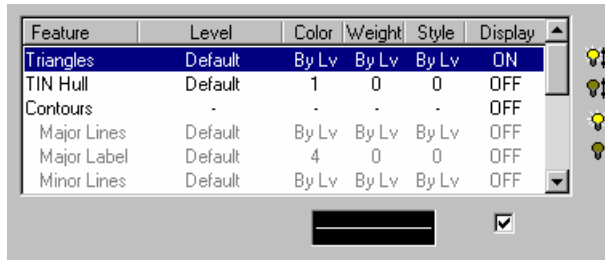 Feature Level Color Weight Style Display
Triangles Default By Lv By Lv By Lv ON
TIN Hull Default 1 0 0 OFF
Contours - - - - OFF
Major Lines Default By Lv By Lv By Lv OFF
Major Label Default 4 0 0 OFF
Minor Lines Default By Lv By Lv By Lv OFF